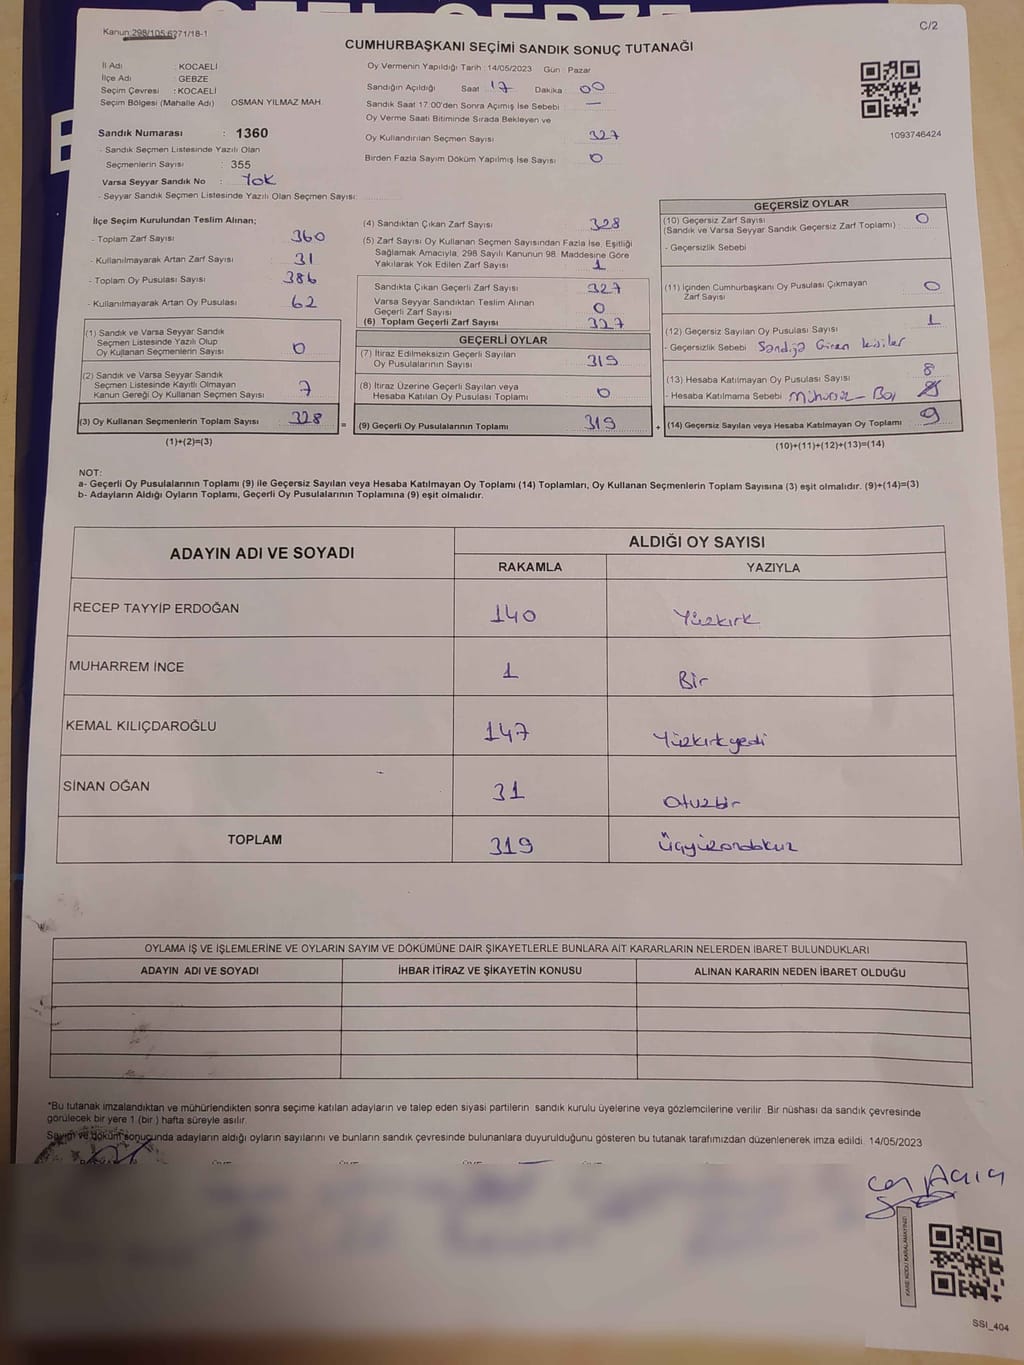 Kanun 298/105,6271/18-1
C/2
CUMHURBAŞKANI SEÇİMİ SANDIK SONUÇ TUTANAĞI
İl Adı : KOCAELİ
İlçe Adı : GEBZE
Seçim Çevresi : KOCAELİ
Seçim Bölgesi (Mahalle Adı) OSMAN YILMAZ MAH.
Sandık Numarası : 1360
- Sandık Seçmen Listesinde Yazılı Olan
Seçmenlerin Sayısı : 355
Varsa Seyyar Sandık No : Yok
- Seyyar Sandık Seçmen Listesinde Yazılı Olan Seçmen Sayısı:
Oy Vermenin Yapıldığı Tarih : 14/05/2023 Gün : Pazar
Sandığın Açıldığı Saat 17 Dakika 00
Sandık Saat 17:00'den Sonra Açımış İse Sebebi —
Oy Verme Saati Bitiminde Sırada Bekleyen ve
Oy Kullandırılan Seçmen Sayısı 327
Birden Fazla Sayım Döküm Yapılmış İse Sayısı 0
1093746424
İlçe Seçim Kurulundan Teslim Alınan;
- Toplam Zarf Sayısı 360
- Kullanılmayarak Artan Zarf Sayısı 31
- Toplam Oy Pusulası Sayısı 386
- Kullanılmayarak Artan Oy Pusulası 62
(1) Sandık ve Varsa Seyyar Sandık
Seçmen Listesinde Yazılı Olup
Oy Kullanan Seçmenlerin Sayısı 0
(2) Sandık ve Varsa Seyyar Sandık
Seçmen Listesinde Kayıtlı Olmayan
Kanun Gereği Oy Kullanan Seçmen Sayısı 7
(3) Oy Kullanan Seçmenlerin Toplam Sayısı 328
(1)+(2)=(3)
(4) Sandıktan Çıkan Zarf Sayısı 328
(5) Zarf Sayısı Oy Kullanan Seçmen Sayısından Fazla İse, Eşitliği
Sağlamak Amacıyla, 298 Sayılı Kanunun 98. Maddesine Göre
Yakılarak Yok Edilen Zarf Sayısı 1
Sandıkta Çıkan Geçerli Zarf Sayısı 327
Varsa Seyyar Sandıktan Teslim Alınan
Geçerli Zarf Sayısı 0
(6) Toplam Geçerli Zarf Sayısı 327
GEÇERLİ OYLAR
(7) İtiraz Edilmeksizin Geçerli Sayılan
Oy Pusulalarının Sayısı 319
(8) İtiraz Üzerine Geçerli Sayılan veya
Hesaba Katılan Oy Pusulası Toplamı 0
= (9) Geçerli Oy Pusulalarının Toplamı 319
GEÇERSİZ OYLAR
(10) Geçersiz Zarf Sayısı 0
(Sandık ve Varsa Seyyar Sandık Geçersiz Zarf Toplamı) :
- Geçersizlik Sebebi
(11) İçinden Cumhurbaşkanı Oy Pusulası Çıkmayan
Zarf Sayısı 0
(12) Geçersiz Sayılan Oy Pusulası Sayısı 1
- Geçersizlik Sebebi Sandığa Giren kişiler
(13) Hesaba Katılmayan Oy Pusulası Sayısı 8
- Hesaba Katılmama Sebebi Mühürsüz - Boş
+ (14) Geçersiz Sayılan veya Hesaba Katılmayan Oy Toplamı 9
(10)+(11)+(12)+(13)=(14)
NOT:
a- Geçerli Oy Pusulalarının Toplamı (9) ile Geçersiz Sayılan veya Hesaba Katılmayan Oy Toplamı (14) Toplamları, Oy Kullanan Seçmenlerin Toplam Sayısına (3) eşit olmalıdır. (9)+(14)=(3)
b- Adayların Aldığı Oyların Toplamı, Geçerli Oy Pusulalarının Toplamına (9) eşit olmalıdır.
ADAYIN ADI VE SOYADI ALDIĞI OY SAYISI
RAKAMLA YAZIYLA
RECEP TAYYİP ERDOĞAN 140 Yüzkırk
MUHARREM İNCE 1 Bir
KEMAL KILIÇDAROĞLU 147 Yüzkırkyedi
SİNAN OĞAN 31 Otuzbir
TOPLAM 319 Üçyüzondokuz
OYLAMA İŞ VE İŞLEMLERİNE VE OYLARIN SAYIM VE DÖKÜMÜNE DAİR ŞİKAYETLERLE BUNLARA AİT KARARLARIN NELERDEN İBARET BULUNDUKLARI
ADAYIN ADI VE SOYADI İHBAR İTİRAZ VE ŞİKAYETİN KONUSU ALINAN KARARIN NEDEN İBARET OLDUĞU
*Bu tutanak imzalandıktan ve mühürlendikten sonra seçime katılan adayların ve talep eden siyasi partilerin sandık kurulu üyelerine veya gözlemcilerine verilir. Bir nüshası da sandık çevresinde
görülecek bir yere 1 (bir ) hafta süreyle asılır.
Sayım ve döküm sonucunda adayların aldığı oyların sayılarını ve bunların sandık çevresinde bulunanlara duyurulduğunu gösteren bu tutanak tarafımızdan düzenlenerek imza edildi. 14/05/2023
KARE KODU KARALAMAYINIZ!
SSI_404